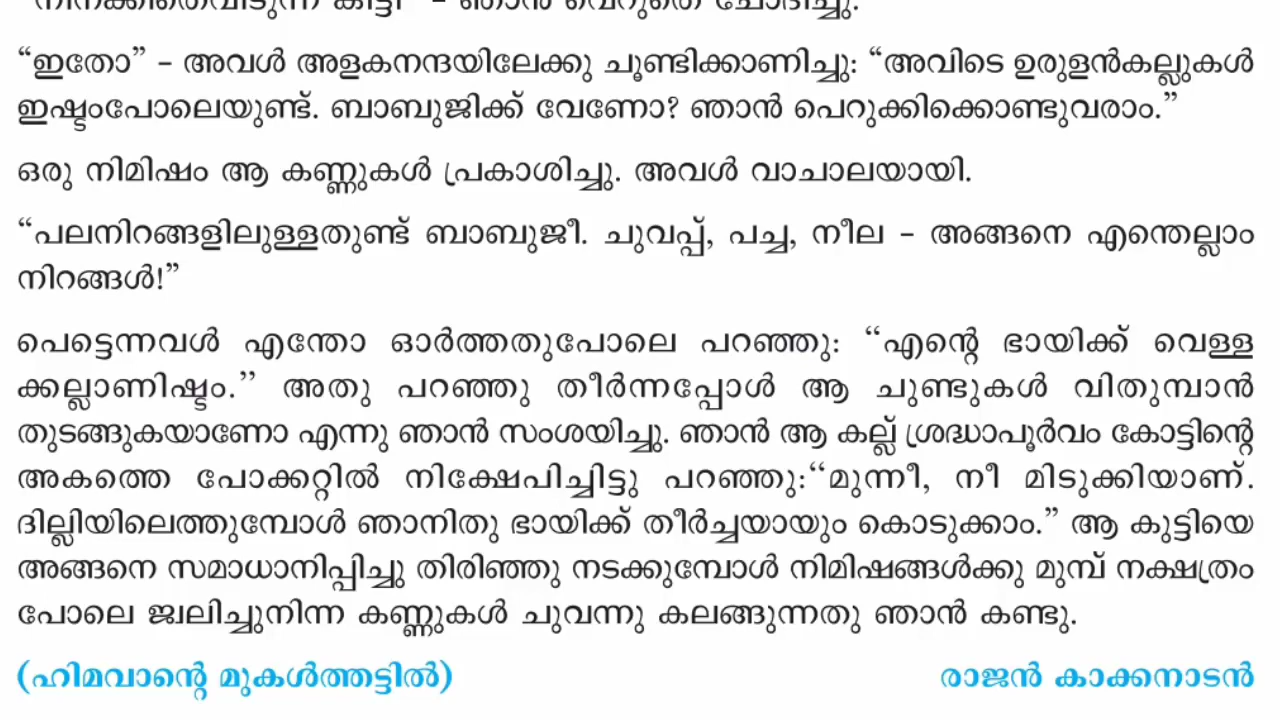 “നിനക്കിതെവിടുന്ന് കിട്ടി” – ഞാൻ വെറുതെ ചോദിച്ചു.
“ഇതോ” – അവൾ അളകനന്ദയിലേക്കു ചൂണ്ടിക്കാണിച്ചു: “അവിടെ ഉരുളൻകല്ലുകൾ
ഇഷ്ടംപോലെയുണ്ട്. ബാബുജിക്ക് വേണോ? ഞാൻ പെറുക്കിക്കൊണ്ടുവരാം.”
ഒരു നിമിഷം ആ കണ്ണുകൾ പ്രകാശിച്ചു. അവൾ വാചാലയായി.
“പലനിറങ്ങളിലുള്ളതുണ്ട് ബാബുജീ. ചുവപ്പ്, പച്ച, നീല – അങ്ങനെ എന്തെല്ലാം
നിറങ്ങൾ!”
പെട്ടെന്നവൾ എന്തോ ഓർത്തതുപോലെ പറഞ്ഞു: “എന്റെ ഭായിക്ക് വെള്ള
ക്കല്ലാണിഷ്ടം.” അതു പറഞ്ഞു തീർന്നപ്പോൾ ആ ചുണ്ടുകൾ വിതുമ്പാൻ
തുടങ്ങുകയാണോ എന്നു ഞാൻ സംശയിച്ചു. ഞാൻ ആ കല്ല് ശ്രദ്ധാപൂർവം കോട്ടിന്റെ
അകത്തെ പോക്കറ്റിൽ നിക്ഷേപിച്ചിട്ടു പറഞ്ഞു:“മുന്നീ, നീ മിടുക്കിയാണ്.
ദില്ലിയിലെത്തുമ്പോൾ ഞാനിതു ഭായിക്ക് തീർച്ചയായും കൊടുക്കാം.” ആ കുട്ടിയെ
അങ്ങനെ സമാധാനിപ്പിച്ചു തിരിഞ്ഞു നടക്കുമ്പോൾ നിമിഷങ്ങൾക്കു മുമ്പ് നക്ഷത്രം
പോലെ ജ്വലിച്ചുനിന്ന കണ്ണുകൾ ചുവന്നു കലങ്ങുന്നതു ഞാൻ കണ്ടു.
(ഹിമവാന്റെ മുകൾത്തട്ടിൽ) രാജൻ കാക്കനാടൻ